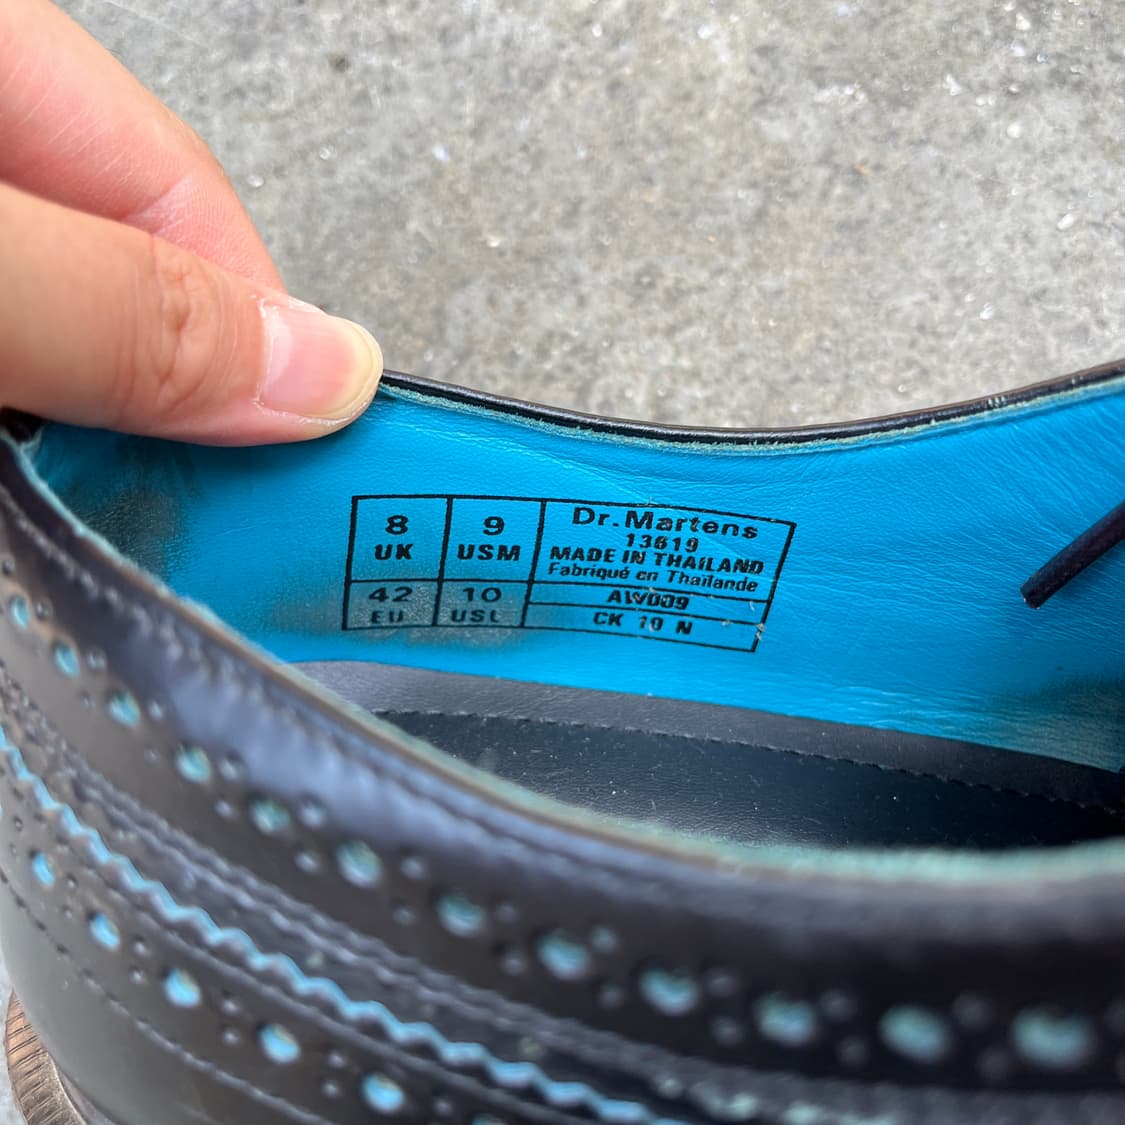 8
UK
9
USM
42
EU
10
USL
Dr. Martens
13619
MADE IN THAILAND
Fabriqué en Thaïlande
AW009
CK 10 N